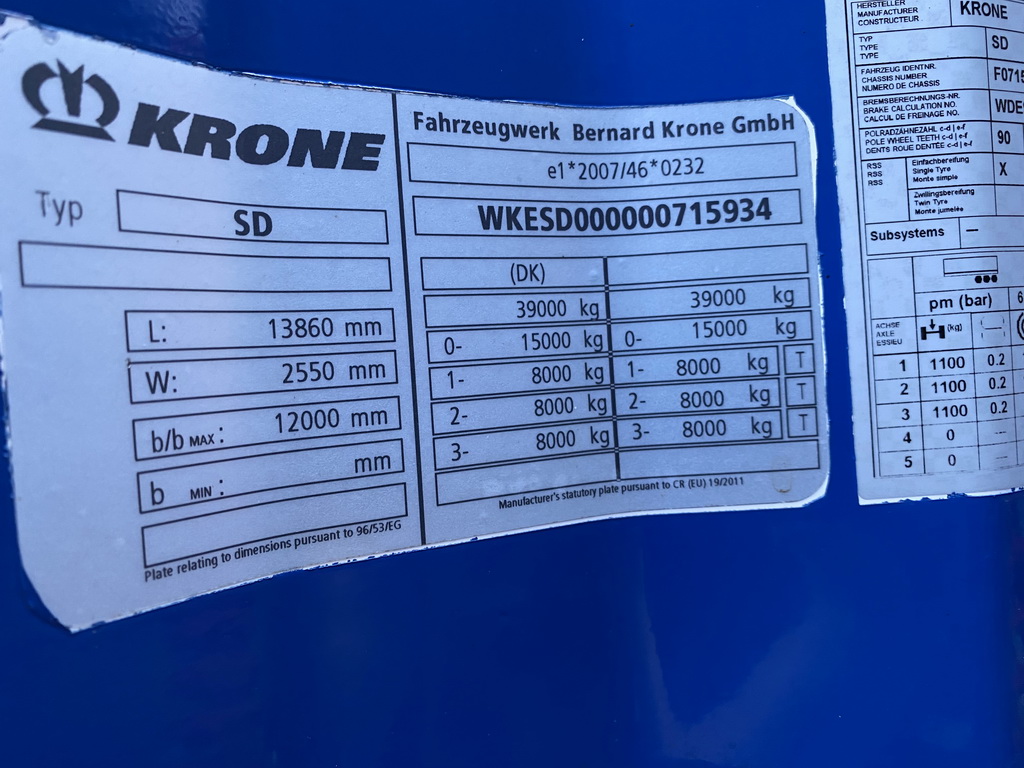 KRONE
Typ SD
L: 13860 mm
W: 2550 mm
b/b MAX: 12000 mm
b MIN: mm
Plate relating to dimensions pursuant to 96/53/EG
Fahrzeugwerk Bernard Krone GmbH
e1*2007/46*0232
WKESD000000715934
(DK)
39000 kg 39000 kg
0- 15000 kg 0- 15000 kg
1- 8000 kg 1- 8000 kg T
2- 8000 kg 2- 8000 kg T
3- 8000 kg 3- 8000 kg T
Manufacturer's statutory plate pursuant to CR (EU) 19/2011
HERSTELLER
MANUFACTURER
CONSTRUCTEUR
KRONE
TYP
TYPE
TYPE
SD
FAHRZEUG IDENTNR.
CHASSIS NUMBER
NUMERO DE CHASSIS
F0715
BREMSBERECHNUNGS-NR.
BRAKE CALCULATION NO.
CALCUL DE FREINAGE NO.
WDE
POLRADZÄHNEZAHL c-d | e-f
POLE WHEEL TEETH c-d | e-f
DENTS ROUE DENTÉE c-d | e-f
90
RSS
RSS
RSS
Einfachbereifung
Single Tyre
Monte simple
X
Zwillingsbereifung
Twin Tyre
Monte jumelée
Subsystems —
pm (bar) 6
ACHSE
AXLE
ESSIEU
(kg)
1 1100 0.2
2 1100 0.2
3 1100 0.2
4 0 —
5 0 —